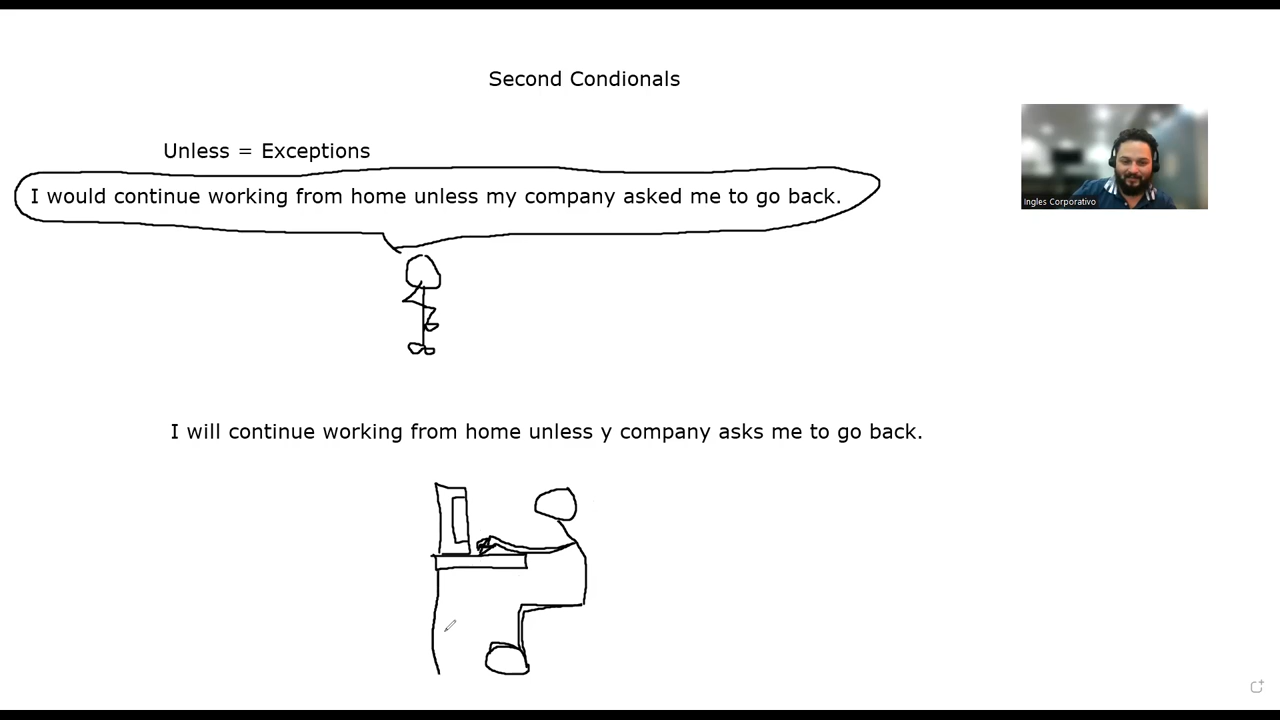 Second Condionals
Unless = Exceptions
I would continue working from home unless my company asked me to go back.
Ingles Corporativo
I will continue working from home unless y company asks me to go back.